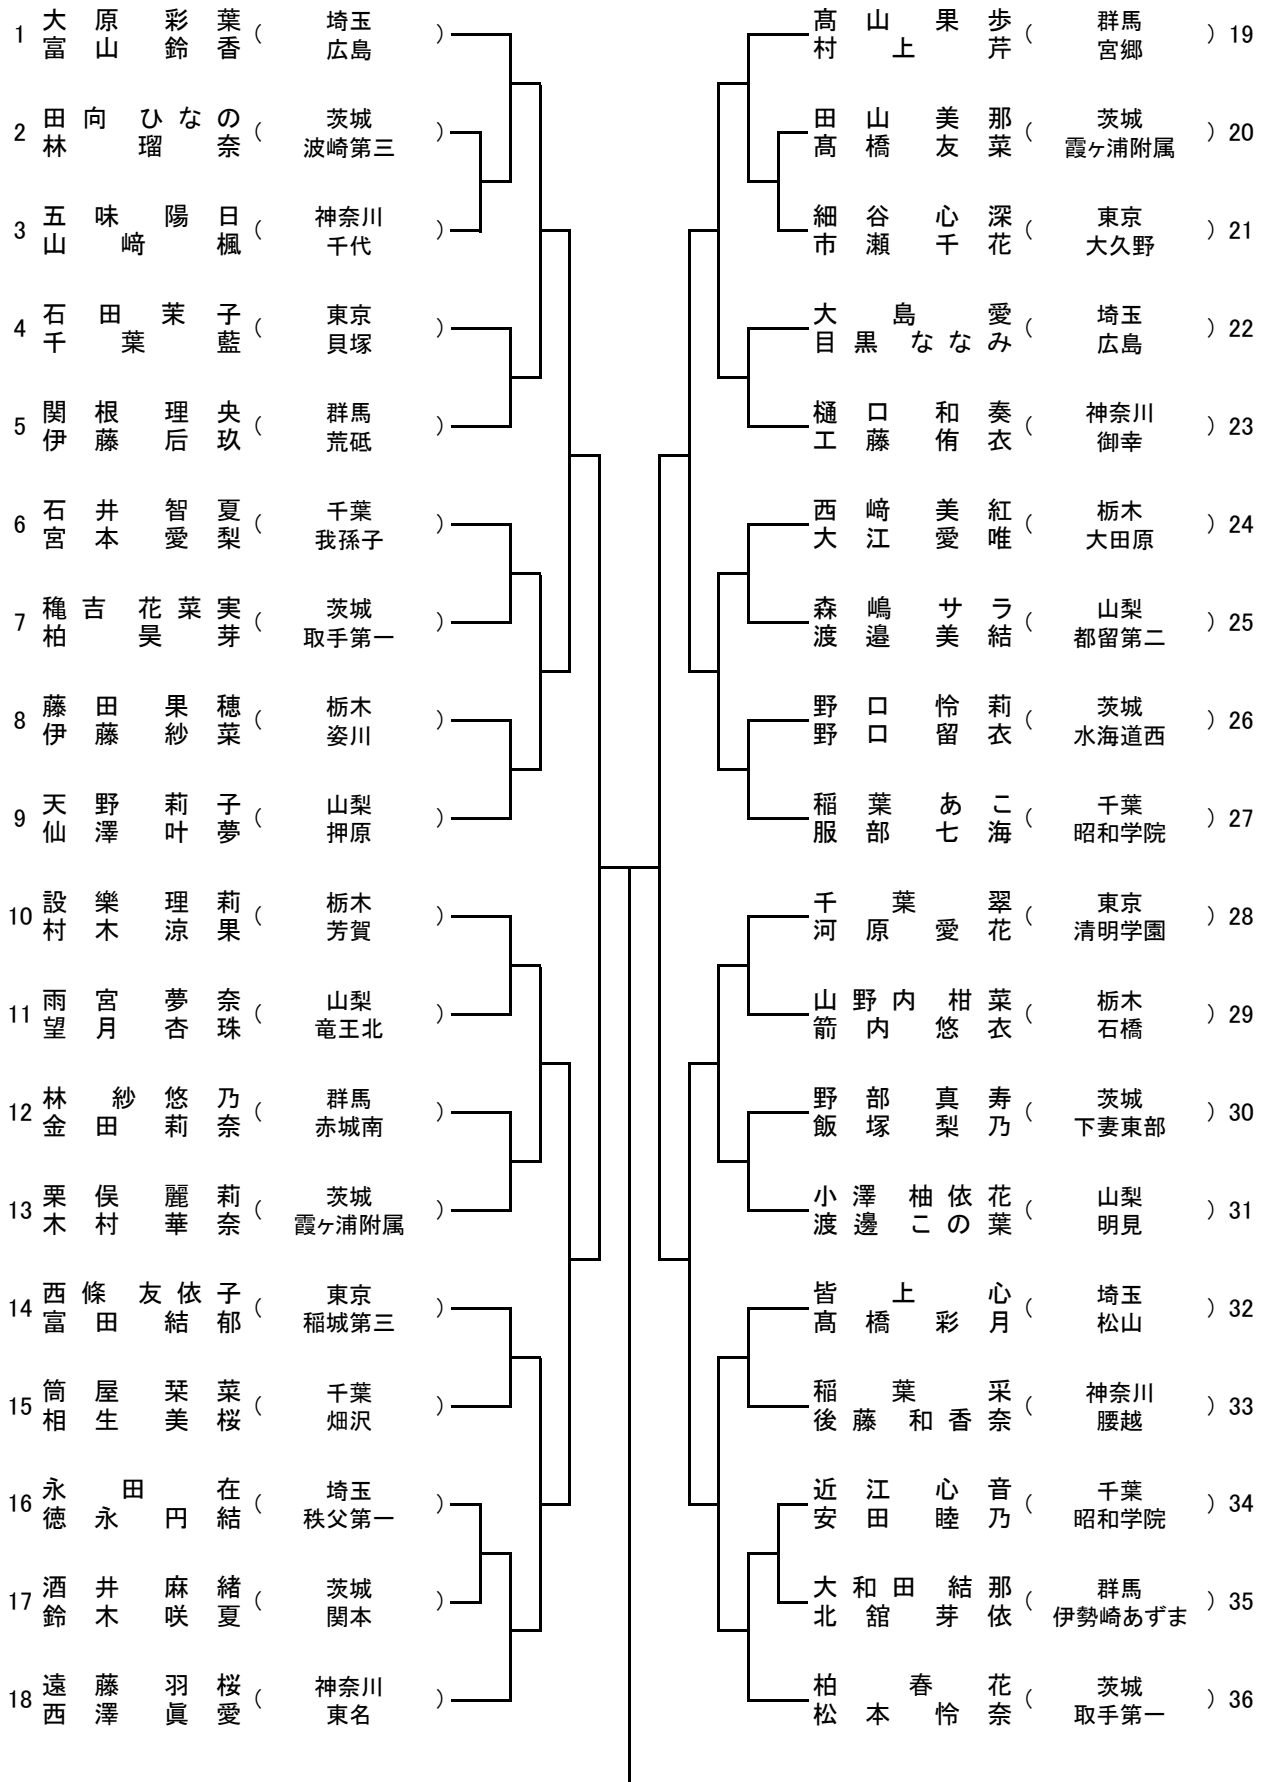 1 大原彩葉 ( 埼玉 )
富山鈴香 広島
2 田向ひなの ( 茨城 )
林瑠奈 波崎第三
3 五味陽日 ( 神奈川 )
山﨑楓 千代
4 石田茉子 ( 東京 )
千葉藍 貝塚
5 関根理央 ( 群馬 )
伊藤后玖 荒砥
6 石井智夏 ( 千葉 )
宮本愛梨 我孫子
7 穐吉花菜実 ( 茨城 )
柏昊芽 取手第一
8 藤田果穂 ( 栃木 )
伊藤紗菜 姿川
9 天野莉子 ( 山梨 )
仙澤叶夢 押原
10 設樂理莉 ( 栃木 )
村木涼果 芳賀
11 雨宮夢奈 ( 山梨 )
望月杏珠 竜王北
12 林紗悠乃 ( 群馬 )
金田莉奈 赤城南
13 栗俣麗莉 ( 茨城 )
木村華奈 霞ヶ浦附属
14 西條友依子 ( 東京 )
富田結郁 稲城第三
15 筒屋栞菜 ( 千葉 )
相生美桜 畑沢
16 永田在 ( 埼玉 )
徳永円結 秩父第一
17 酒井麻緒 ( 茨城 )
鈴木咲夏 関本
18 遠藤羽桜 ( 神奈川 )
西澤眞愛 東名
髙山果歩 ( 群馬 ) 19
村上芹 宮郷
田山美那 ( 茨城 ) 20
髙橋友菜 霞ヶ浦附属
細谷心深 ( 東京 ) 21
市瀬千花 大久野
大島愛 ( 埼玉 ) 22
目黒ななみ 広島
樋口和奏 ( 神奈川 ) 23
工藤侑衣 御幸
西﨑美紅 ( 栃木 ) 24
大江愛唯 大田原
森嶋サラ ( 山梨 ) 25
渡邉美結 都留第二
野口怜莉 ( 茨城 ) 26
野口留衣 水海道西
稲葉あこ ( 千葉 ) 27
服部七海 昭和学院
千葉翠 ( 東京 ) 28
河原愛花 清明学園
山野内柑菜 ( 栃木 ) 29
箭内悠衣 石橋
野部真寿 ( 茨城 ) 30
飯塚梨乃 下妻東部
小澤柚依花 ( 山梨 ) 31
渡邊この葉 明見
皆上心 ( 埼玉 ) 32
髙橋彩月 松山
稲葉采 ( 神奈川 ) 33
後藤和香奈 腰越
近江心音 ( 千葉 ) 34
安田睦乃 昭和学院
大和田結那 ( 群馬 ) 35
北舘芽依 伊勢崎あずま
柏春花 ( 茨城 ) 36
松本怜奈 取手第一